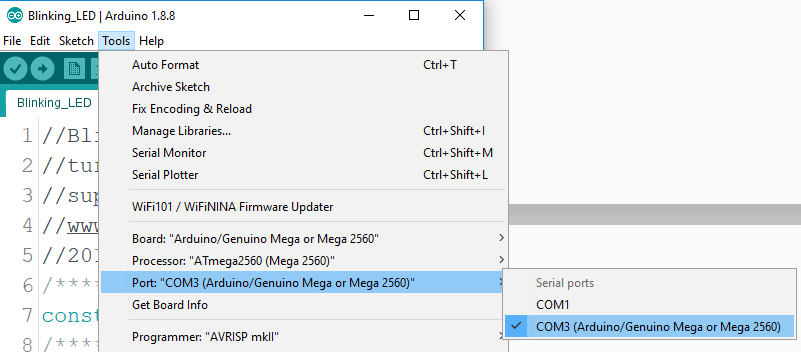 Blinking_LED | Arduino 1.8.8
File Edit Sketch Tools Help
Auto Format Ctrl+T
Archive Sketch
Fix Encoding & Reload
Manage Libraries... Ctrl+Shift+I
Serial Monitor Ctrl+Shift+M
Serial Plotter Ctrl+Shift+L
WiFi101 / WiFiNINA Firmware Updater
Board: "Arduino/Genuino Mega or Mega 2560"
Processor: "ATmega2560 (Mega 2560)"
Port: "COM3 (Arduino/Genuino Mega or Mega 2560)"
Get Board Info
Programmer: "AVRISP mkII"
Serial ports
COM1
COM3 (Arduino/Genuino Mega or Mega 2560)
Blinking_LED
1 //Bli
2 //tur
3 //sup
4 //www
5 //201
6 /****
7 const
8 /****